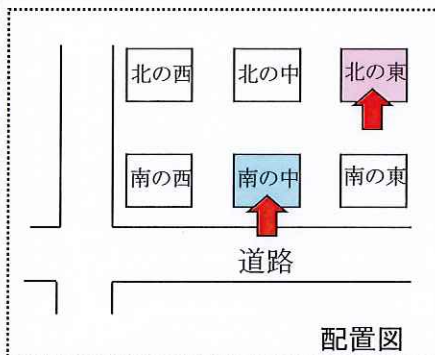 北の西 北の中 北の東
南の西 南の中 南の東
道路
配置図